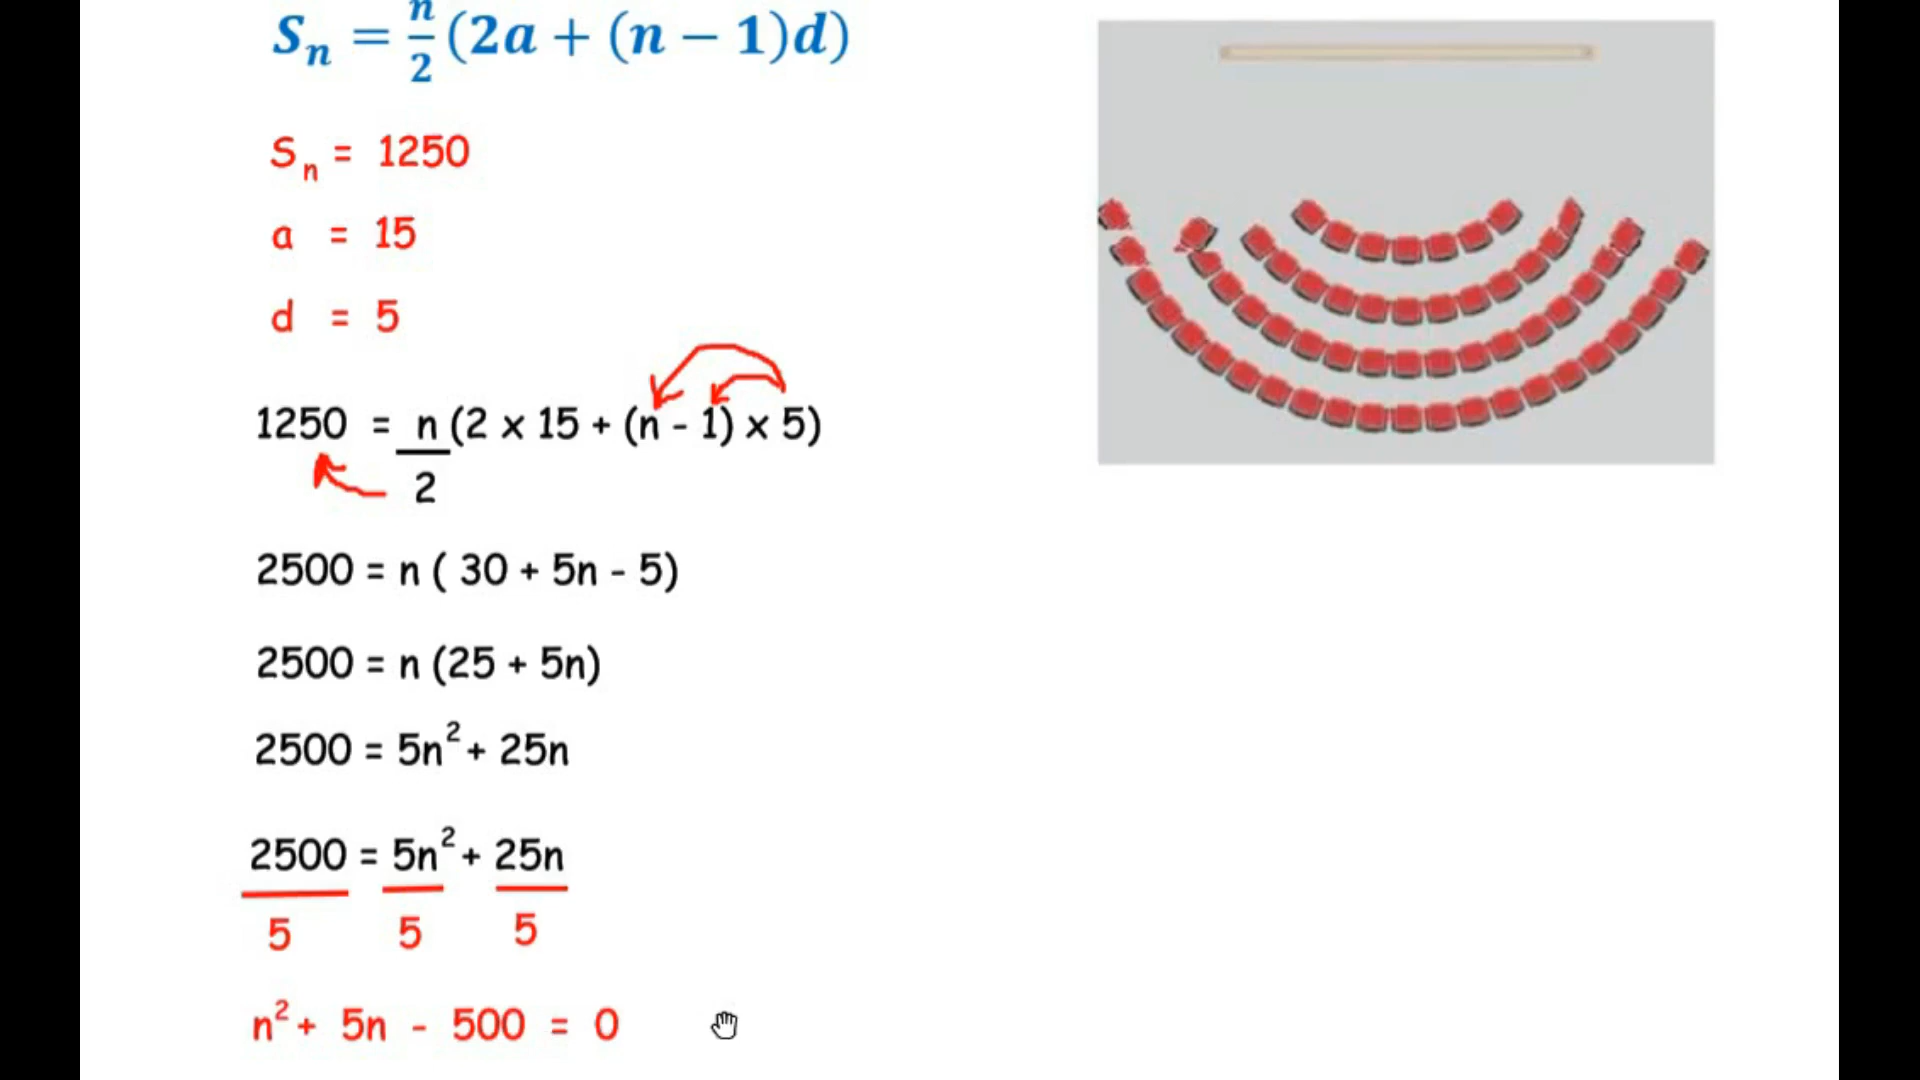 Sn = n/2 (2a + (n − 1)d)
Sn = 1250
a = 15
d = 5
1250 = n/2 (2 x 15 + (n - 1) x 5)
2500 = n ( 30 + 5n - 5)
2500 = n (25 + 5n)
2500 = 5n² + 25n
2500/5 = 5n²/5 + 25n/5
n² + 5n - 500 = 0